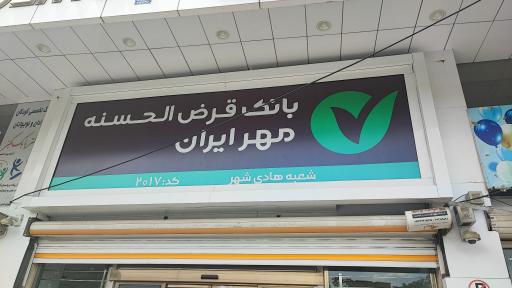 بانک قرض الحسنه
مهر ایران
شعبه هادی شهر
کد: ۲۰۱۷